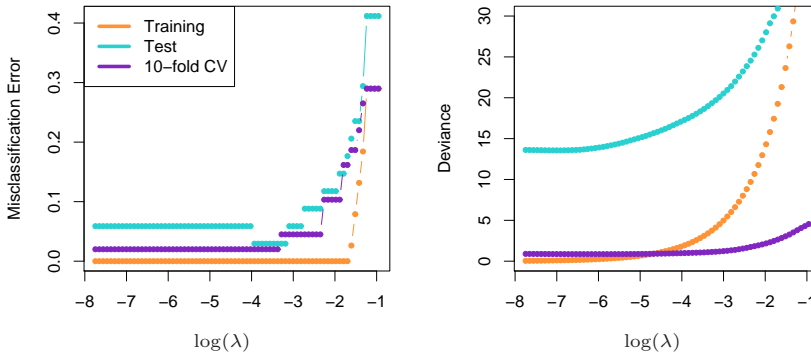 Misclassification Error
0.0 0.1 0.2 0.3 0.4
Training
Test
10−fold CV
−8 −7 −6 −5 −4 −3 −2 −1
log(λ)
Deviance
0 5 10 15 20 25 30
−8 −7 −6 −5 −4 −3 −2 −1
log(λ)